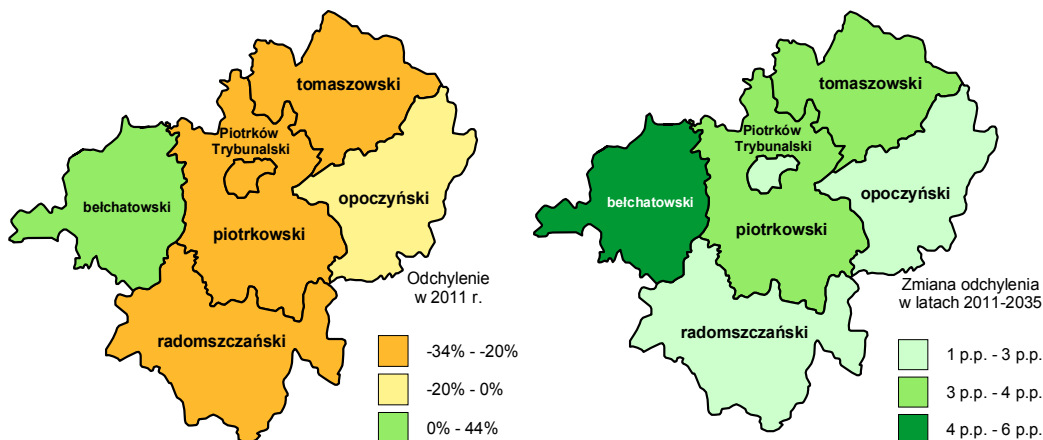 tomaszowski
Piotrków
Trybunalski
bełchatowski
opoczyński
piotrkowski
radomszczański
Odchylenie
w 2011 r.
-34% - -20%
-20% - 0%
0% - 44%
tomaszowski
Piotrków
Trybunalski
bełchatowski
opoczyński
piotrkowski
radomszczański
Zmiana odchylenia
w latach 2011-2035
1 p.p. - 3 p.p.
3 p.p. - 4 p.p.
4 p.p. - 6 p.p.